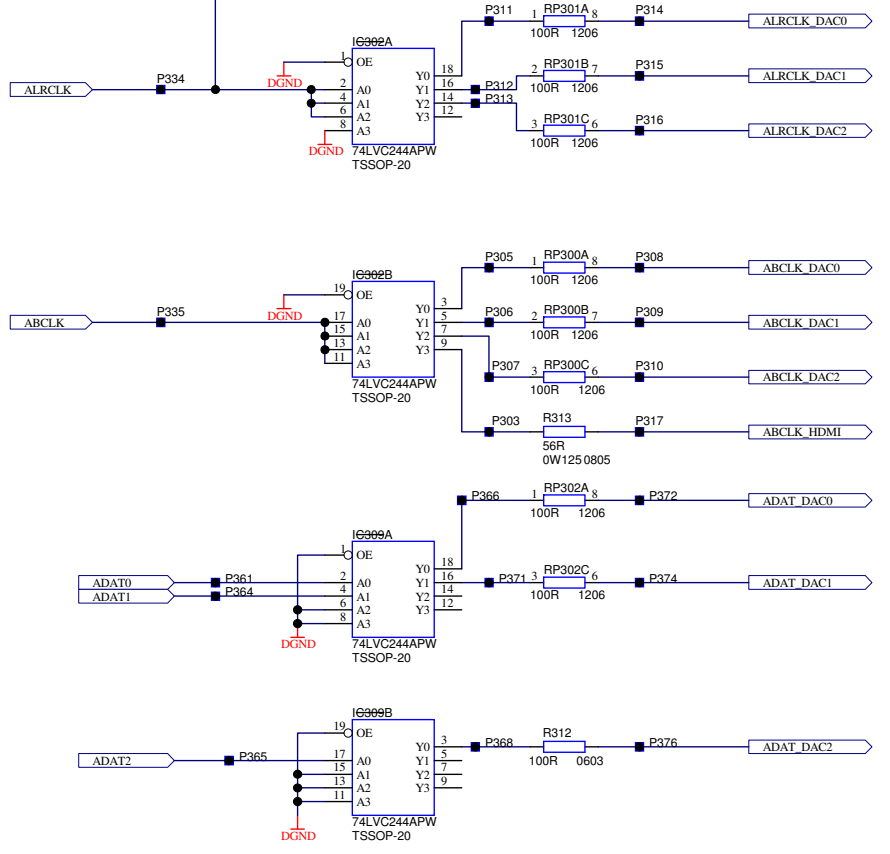 P311 RP301A
1 8 P314 ALRCLK_DAC0
100R 1206
IC302A
1 OE
DGND
Y0 18
RP301B
ALRCLK P334 2 A0 Y1 16 P312 2 7 P315 ALRCLK_DAC1
4 A1 Y2 14 P313 100R 1206
6 A2 Y3 12
8 A3
RP301C
3 6 P316 ALRCLK_DAC2
100R 1206
DGND 74LVC244APW
TSSOP-20
P305 RP300A
1 8 P308 ABCLK_DAC0
100R 1206
IC302B
19 OE
DGND
Y0 3
RP300B
ABCLK P335 17 A0 Y1 5 P306 2 7 P309 ABCLK_DAC1
15 A1 Y2 7 100R 1206
13 A2 Y3 9
11 A3
P307 RP300C
3 6 P310 ABCLK_DAC2
100R 1206
74LVC244APW
TSSOP-20
P303 R313 P317 ABCLK_HDMI
56R
0W125 0805
P366 RP302A
1 8 P372 ADAT_DAC0
100R 1206
IC309A
1 OE
Y0 18
RP302C
ADAT0 P361 2 A0 Y1 16 P371 3 6 P374 ADAT_DAC1
ADAT1 P364 4 A1 Y2 14 100R 1206
6 A2 Y3 12
8 A3
DGND 74LVC244APW
TSSOP-20
IC309B
19 OE
R312
Y0 3 P368 P376 ADAT_DAC2
ADAT2 P365 17 A0 Y1 5 100R 0603
15 A1 Y2 7
13 A2 Y3 9
11 A3
DGND 74LVC244APW
TSSOP-20